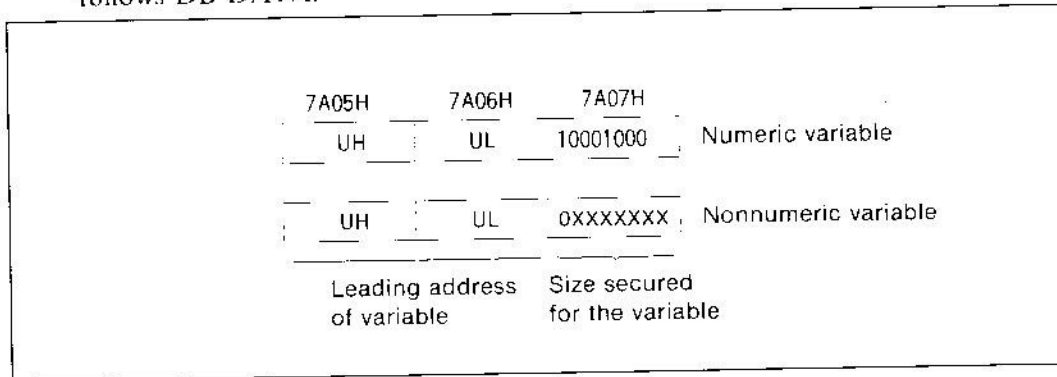 follows
7A05H 7A06H 7A07H
UH UL 10001000 Numeric variable
UH UL 0XXXXXXX Nonnumeric variable
Leading address Size secured
of variable for the variable